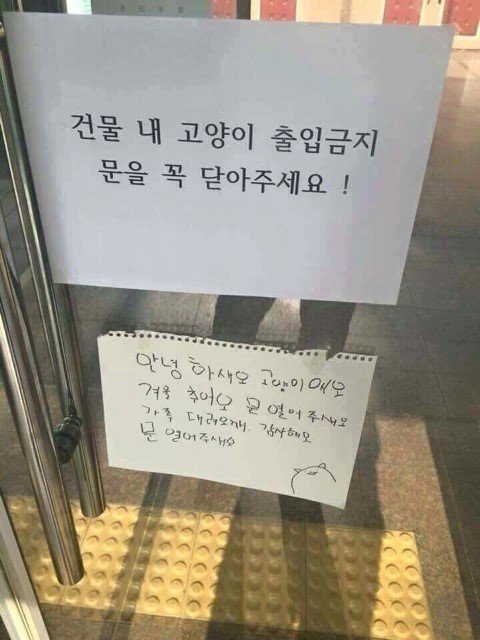 건물 내 고양이 출입금지
문을 꼭 닫아주세요 !
안녕 하새오 고양이에오
겨울 추어오 문 열어주새오
가족 대려오개. 감사해오
문 열어주새오